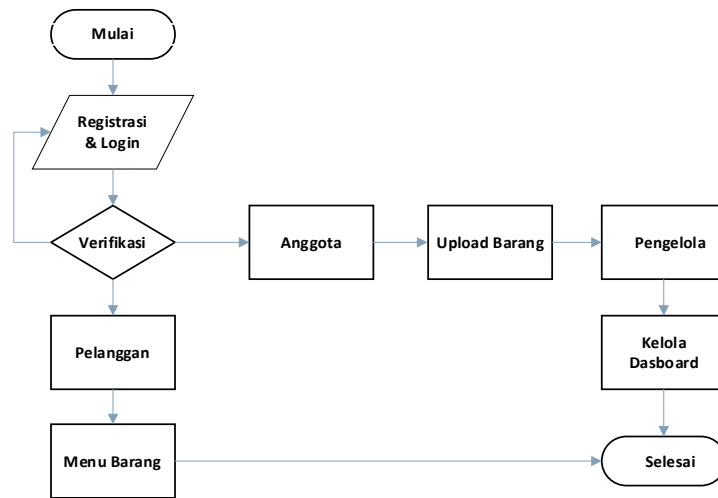 Mulai
Registrasi
& Login
Verifikasi
Anggota
Upload Barang
Pengelola
Pelanggan
Kelola
Dasboard
Menu Barang
Selesai